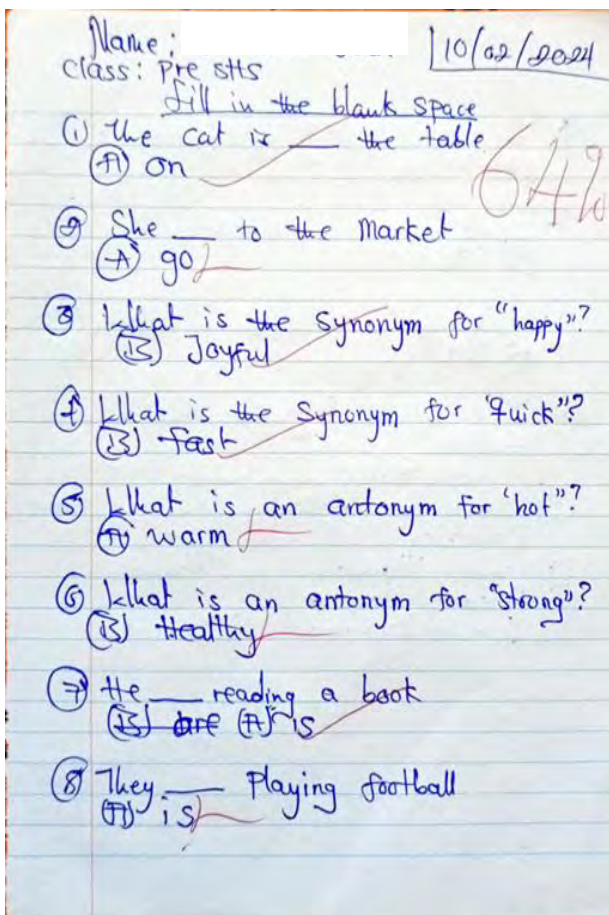 Name:
10/02/2024
Class: Pre SHS
fill in the blank space
① The cat is ___ the table
(A) on
64%
② She ___ to the market
(A) go
③ What is the synonym for "happy"?
(B) Joyful
④ What is the synonym for "quick"?
(B) fast
⑤ What is an antonym for "hot"?
(A) warm
⑥ What is an antonym for "strong"?
(B) Healthy
⑦ He ___ reading a book
(B) are (A) is
⑧ They ___ playing football
(A) is